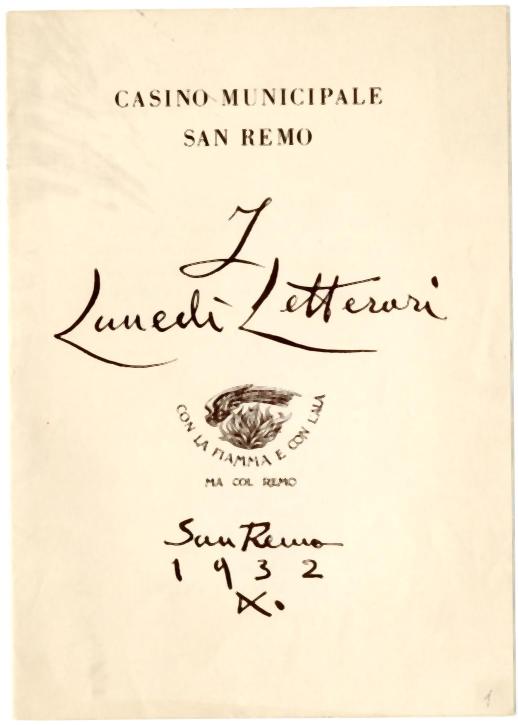 CASINO MUNICIPALE
SAN REMO
I
Lunedì Letterari
CON LA FIAMMA E CON L'ALA
MA COL REMO
San Remo
1932
X.
1